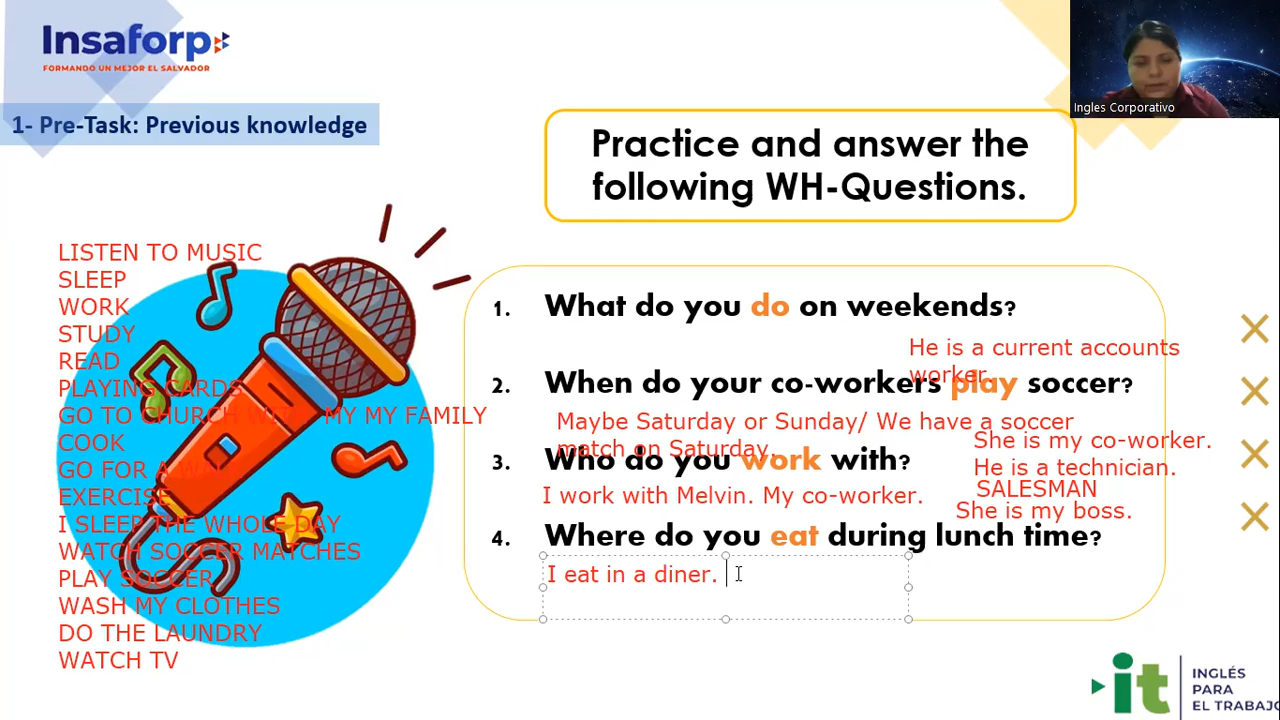 Insaforp
FORMANDO UN MEJOR EL SALVADOR
Ingles Corporativo
1- Pre-Task: Previous knowledge
Practice and answer the
following WH-Questions.
LISTEN TO MUSIC
SLEEP
WORK
STUDY
READ
PLAYING CARDS
GO TO CHURCH WITH MY MY FAMILY
COOK
GO FOR A WALK
EXERCISE
I SLEEP THE WHOLE DAY
WATCH SOCCER MATCHES
PLAY SOCCER
WASH MY CLOTHES
DO THE LAUNDRY
WATCH TV
1. What do you do on weekends?
He is a current accounts
worker.
2. When do your co-workers play soccer?
Maybe Saturday or Sunday/ We have a soccer
match on Saturday.
3. Who do you work with?
She is my co-worker.
He is a technician.
SALESMAN
She is my boss.
I work with Melvin. My co-worker.
4. Where do you eat during lunch time?
I eat in a diner.
it
INGLÉS
PARA
EL TRABAJO